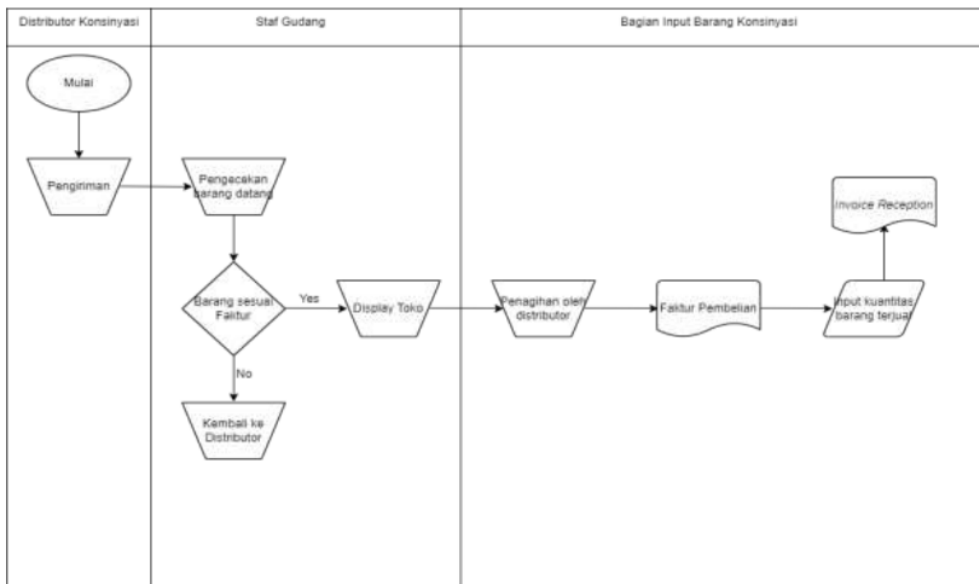 Distributor Konsinyasi
Staf Gudang
Bagian Input Barang Konsinyasi
Mulai
Pengiriman
Pengecekan
barang datang
Barang sesuai
Faktur
Yes
No
Kembali ke
Distributor
Display Toko
Penagihan oleh
distributor
Faktur Pembelian
Input kuantitas
barang terjual
Invoice Reception